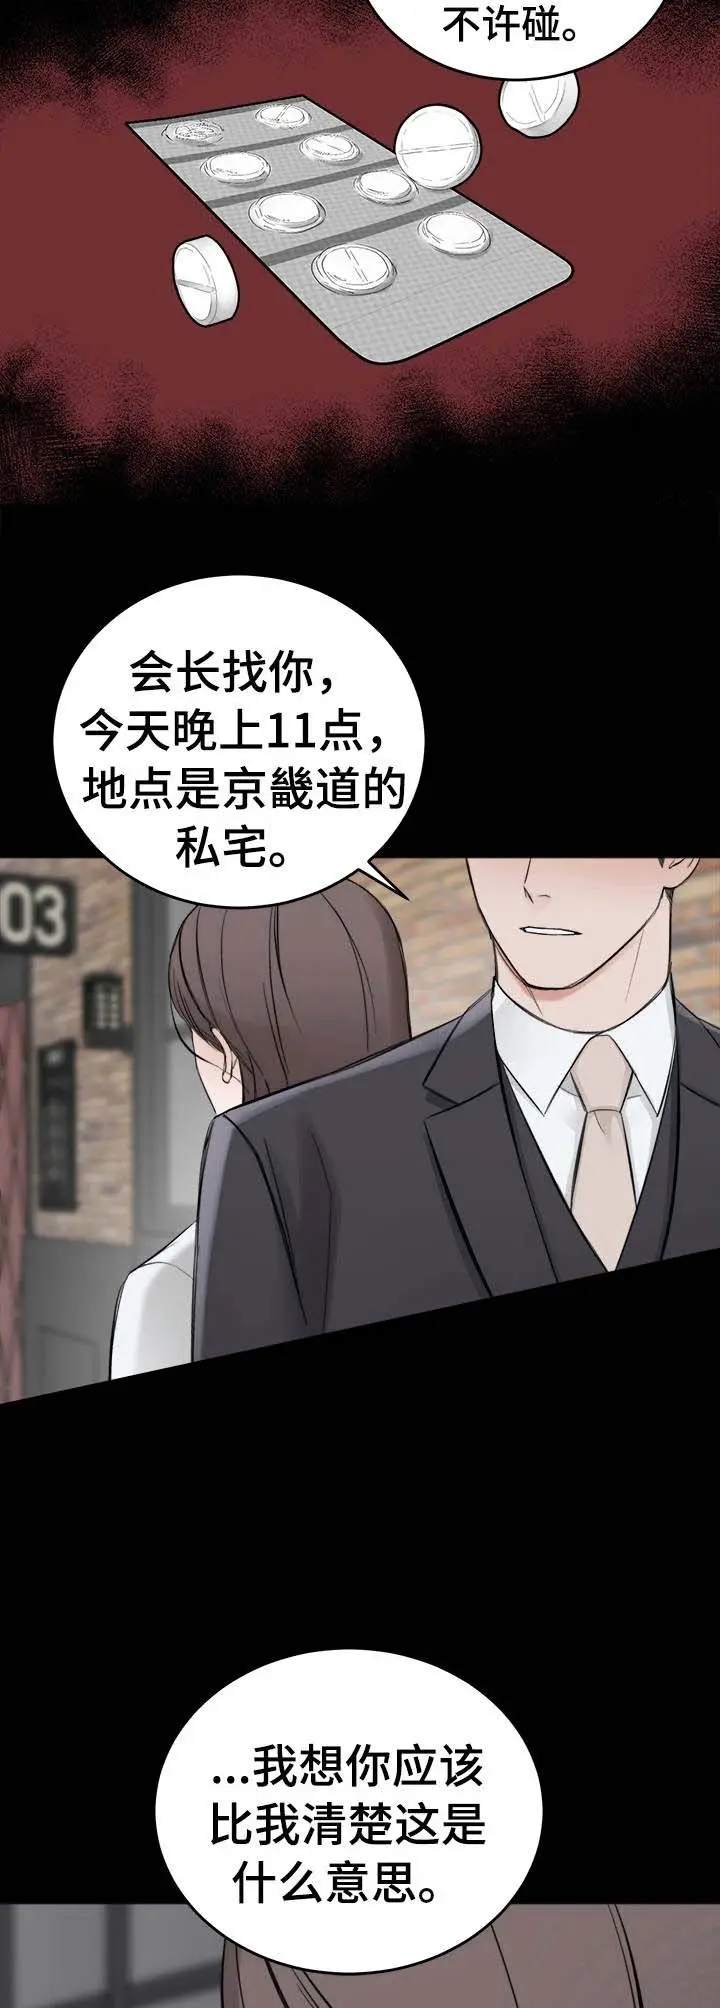 不许碰。
会长找你，
今天晚上11点，
地点是京畿道的
私宅。
03
...我想你应该
比我清楚这是
什么意思。